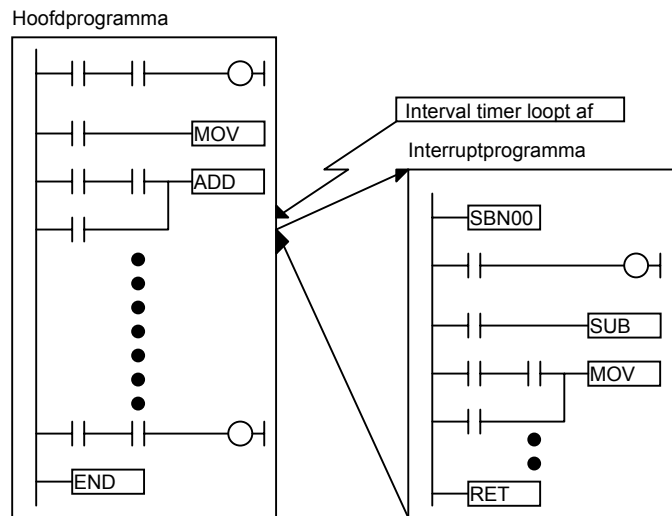 Hoofdprogramma
MOV
ADD
END
Interval timer loopt af
Interruptprogramma
SBN00
SUB
MOV
RET